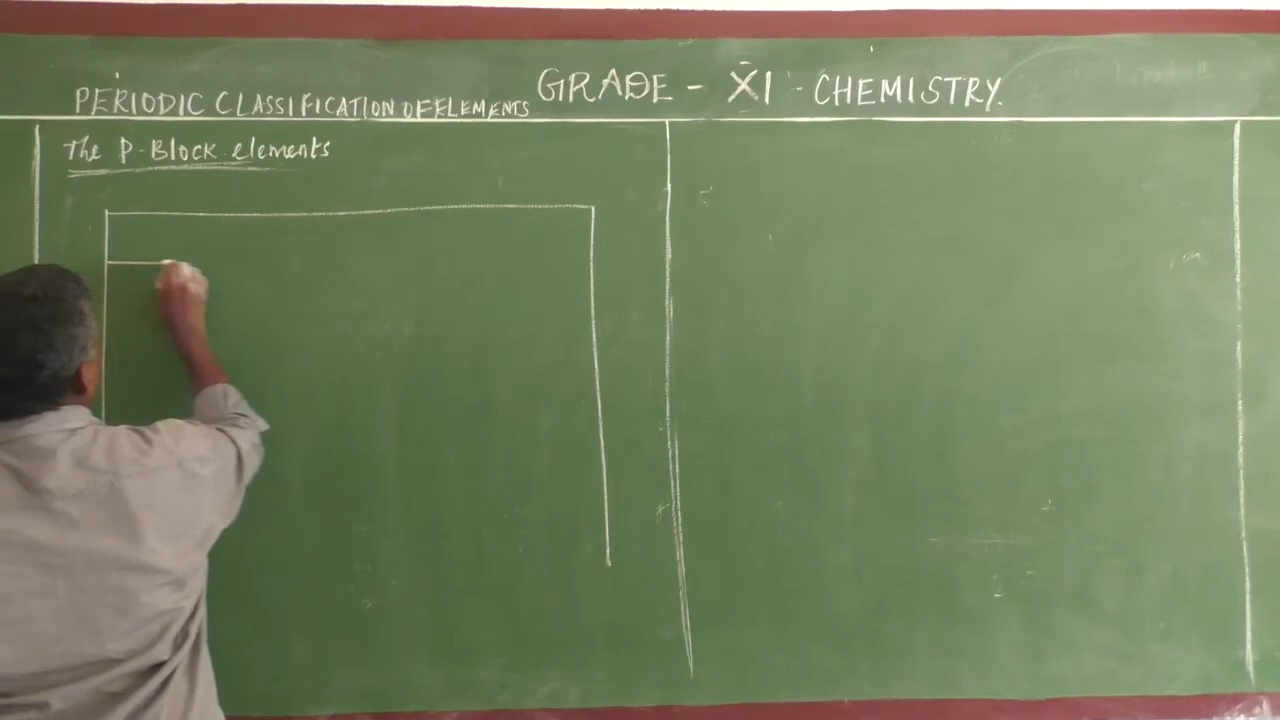 GRADE - XI - CHEMISTRY.
PERIODIC CLASSIFICATION OF ELEMENTS
The P-Block elements